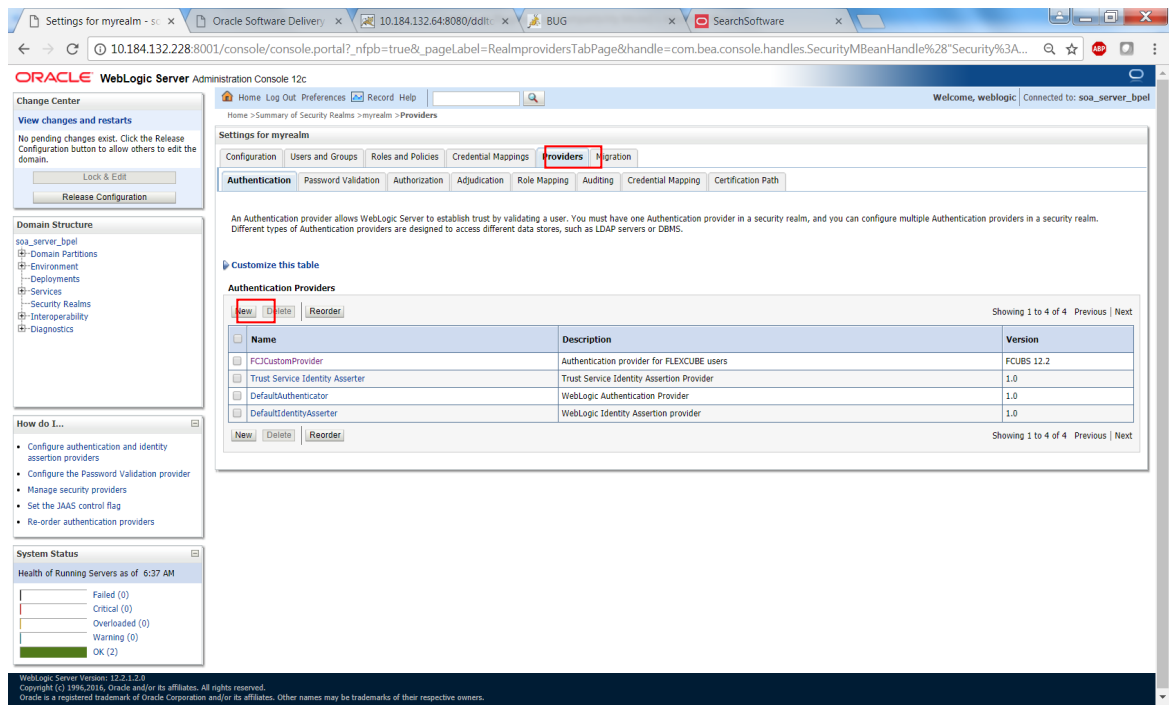 Settings for myrealm - so
Oracle Software Delivery
10.184.132.64:8080/ddltc
BUG
SearchSoftware
10.184.132.228:8001/console/console.portal?_nfpb=true&_pageLabel=RealmprovidersTabPage&handle=com.bea.console.handles.SecurityMBeanHandle%28"Security%3A...
ABP
ORACLE WebLogic Server Administration Console 12c
Change Center
View changes and restarts
No pending changes exist. Click the Release
Configuration button to allow others to edit the
domain.
Lock & Edit
Release Configuration
Domain Structure
soa_server_bpel
Domain Partitions
Environment
Deployments
Services
Security Realms
Interoperability
Diagnostics
How do I...
Configure authentication and identity
assertion providers
Configure the Password Validation provider
Manage security providers
Set the JAAS control flag
Re-order authentication providers
System Status
Health of Running Servers as of 6:37 AM
Failed (0)
Critical (0)
Overloaded (0)
Warning (0)
OK (2)
Home Log Out Preferences Record Help
Welcome, weblogic Connected to: soa_server_bpel
Home >Summary of Security Realms >myrealm >Providers
Settings for myrealm
Configuration Users and Groups Roles and Policies Credential Mappings Providers Migration
Authentication Password Validation Authorization Adjudication Role Mapping Auditing Credential Mapping Certification Path
An Authentication provider allows WebLogic Server to establish trust by validating a user. You must have one Authentication provider in a security realm, and you can configure multiple Authentication providers in a security realm.
Different types of Authentication providers are designed to access different data stores, such as LDAP servers or DBMS.
Customize this table
Authentication Providers
New Delete Reorder Showing 1 to 4 of 4 Previous | Next
Name Description Version
FCJCustomProvider Authentication provider for FLEXCUBE users FCUBS 12.2
Trust Service Identity Asserter Trust Service Identity Assertion Provider 1.0
DefaultAuthenticator WebLogic Authentication Provider 1.0
DefaultIdentityAsserter WebLogic Identity Assertion provider 1.0
New Delete Reorder Showing 1 to 4 of 4 Previous | Next
WebLogic Server Version: 12.2.1.2.0
Copyright (c) 1996,2016, Oracle and/or its affiliates. All rights reserved.
Oracle is a registered trademark of Oracle Corporation and/or its affiliates. Other names may be trademarks of their respective owners.